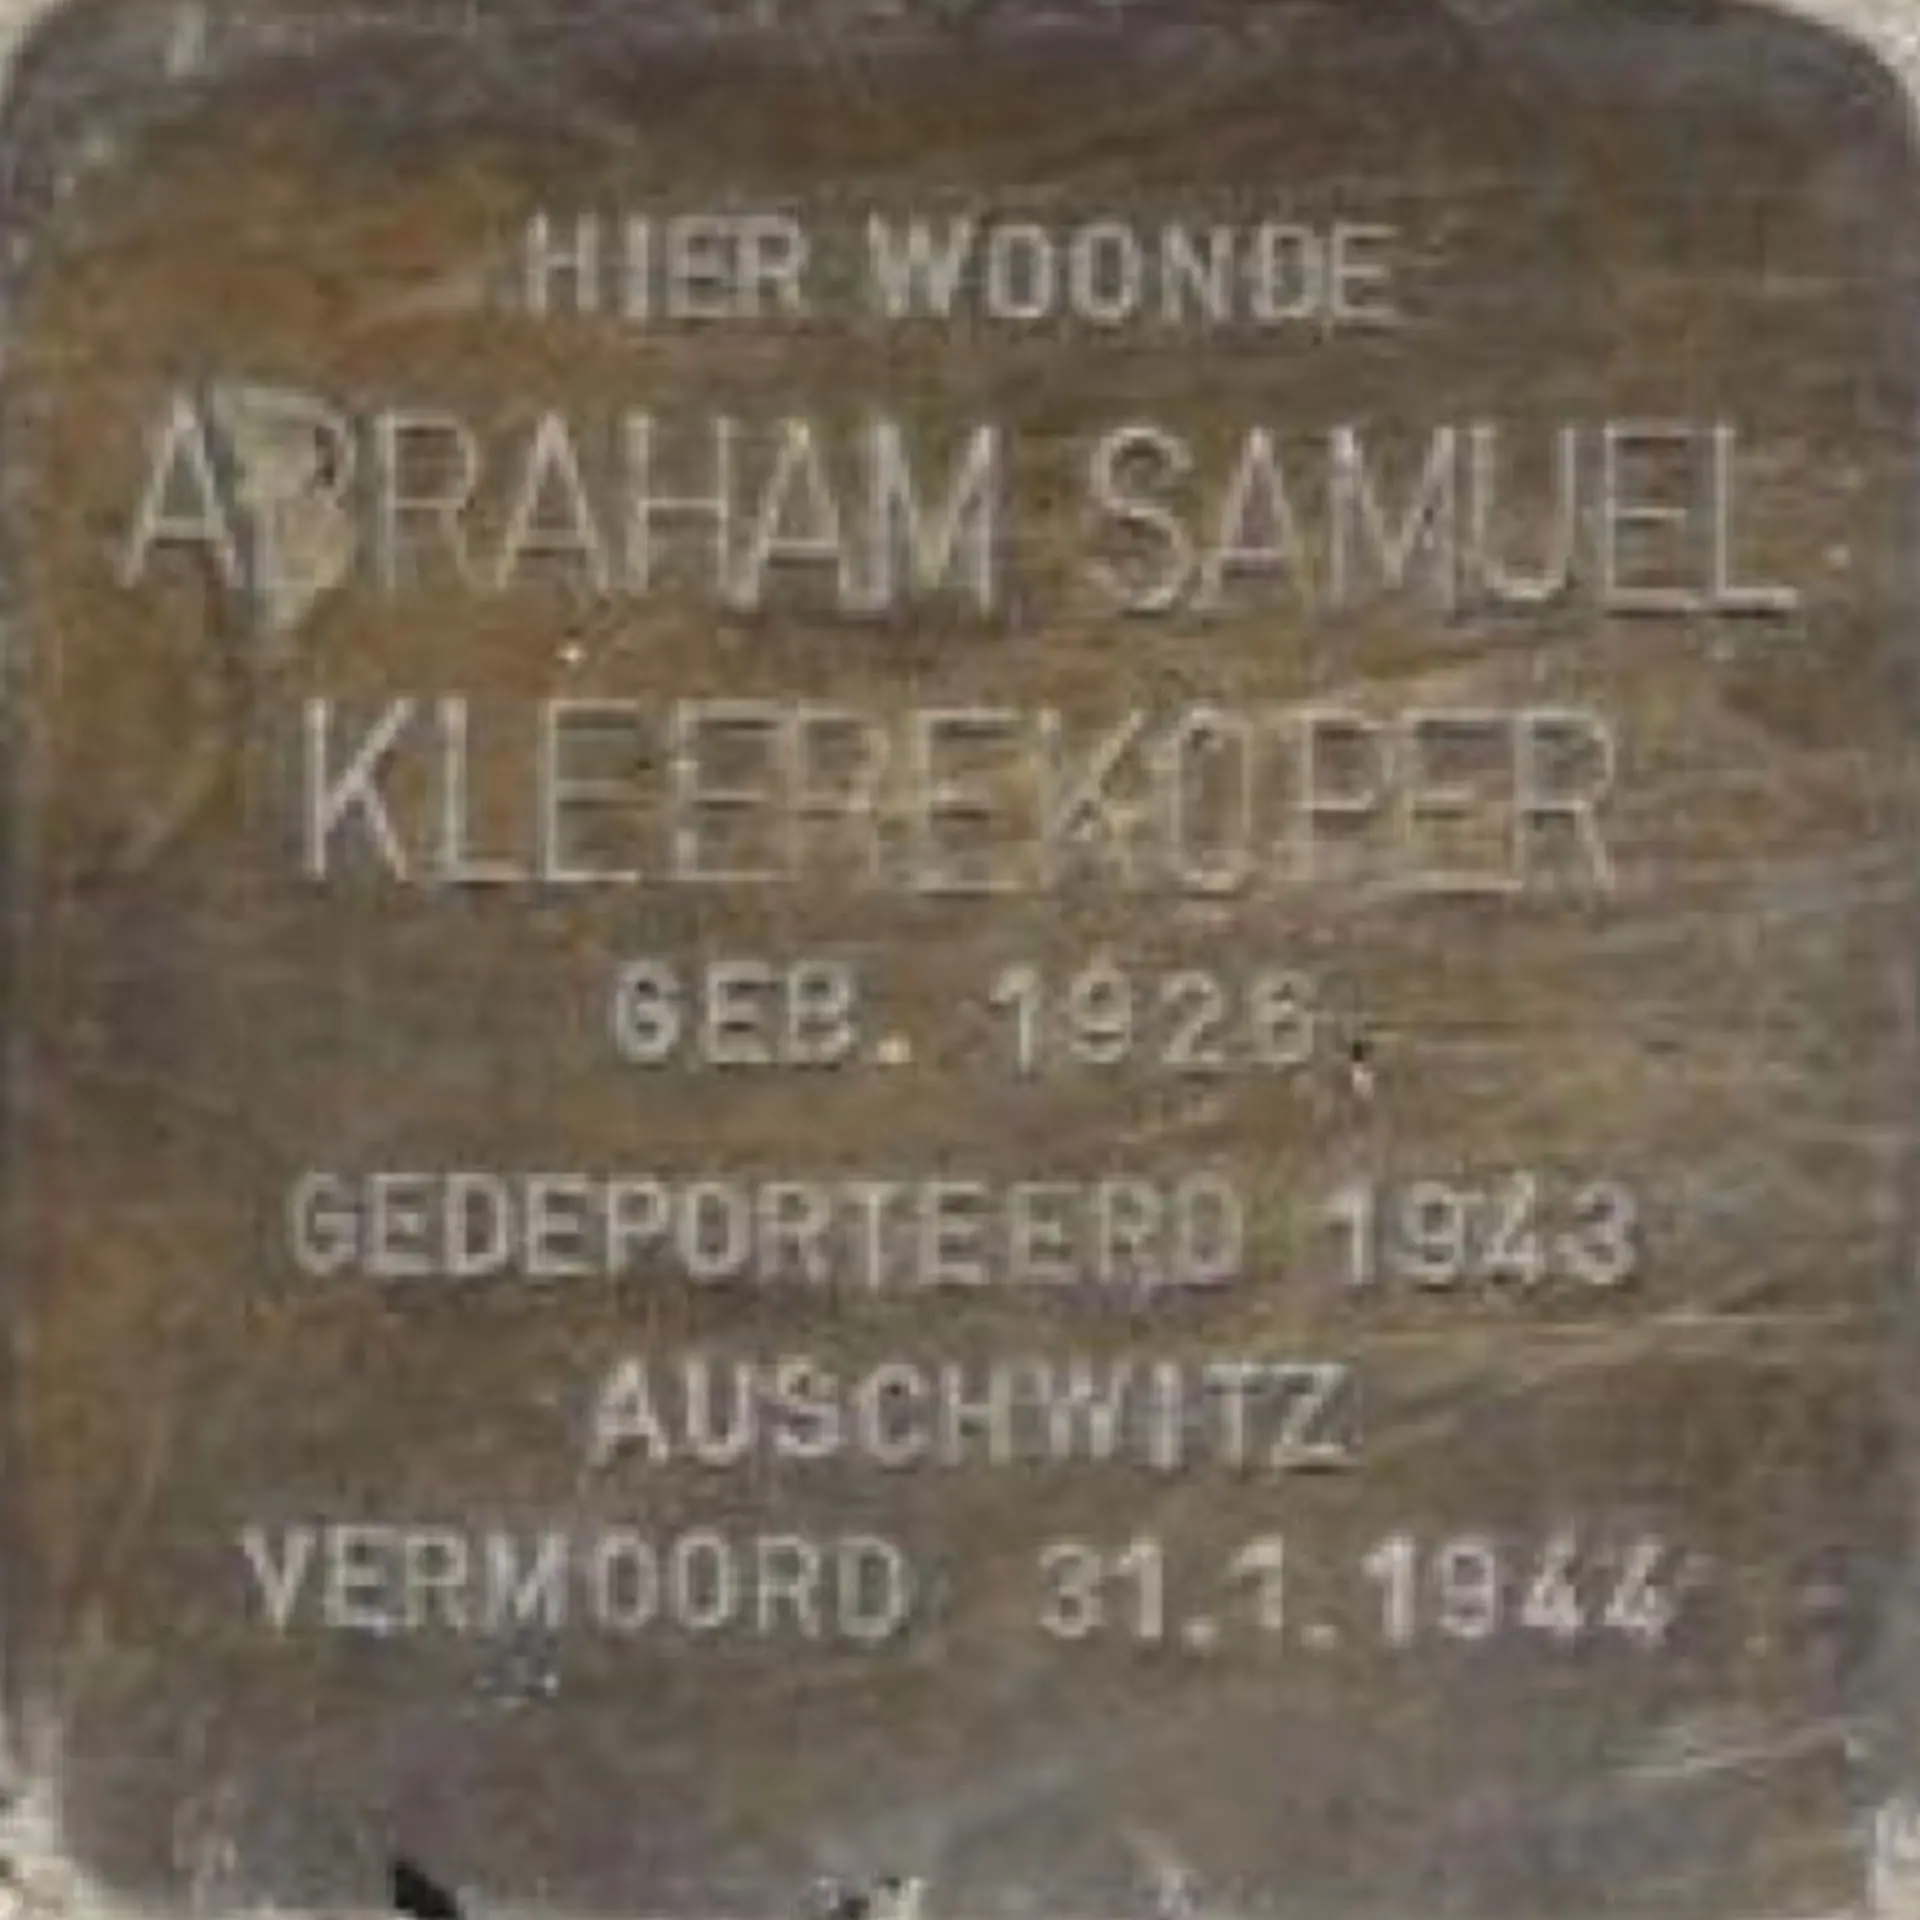 HIER WOONDE
ABRAHAM SAMUEL
KLEEREKOPER
GEB. 1926
GEDEPORTEERD 1943
AUSCHWITZ
VERMOORD 31.1.1944